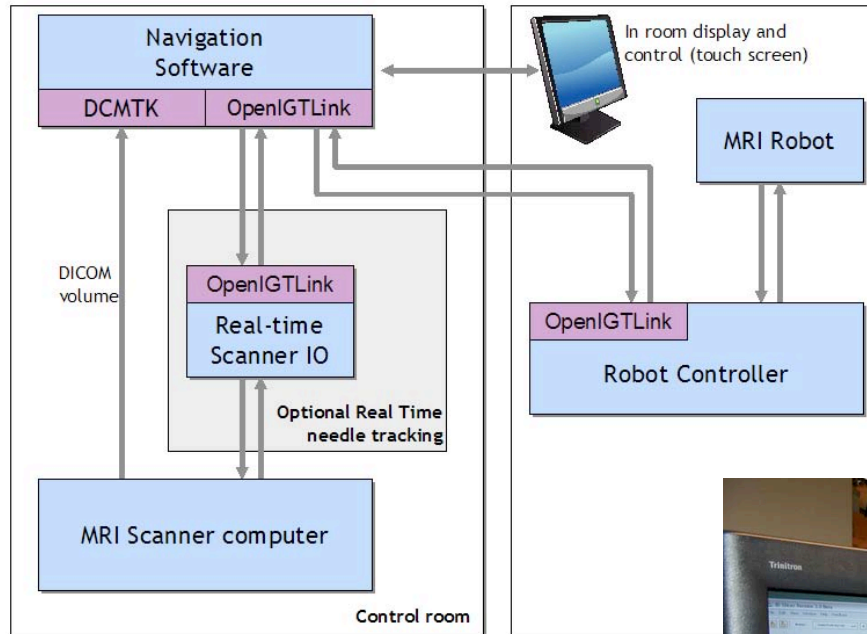 Navigation
Software
DCMTK
OpenIGTLink
In room display and
control (touch screen)
MRI Robot
DICOM
volume
OpenIGTLink
Real-time
Scanner IO
Optional Real Time
needle tracking
OpenIGTLink
Robot Controller
MRI Scanner computer
Control room
Trinitron